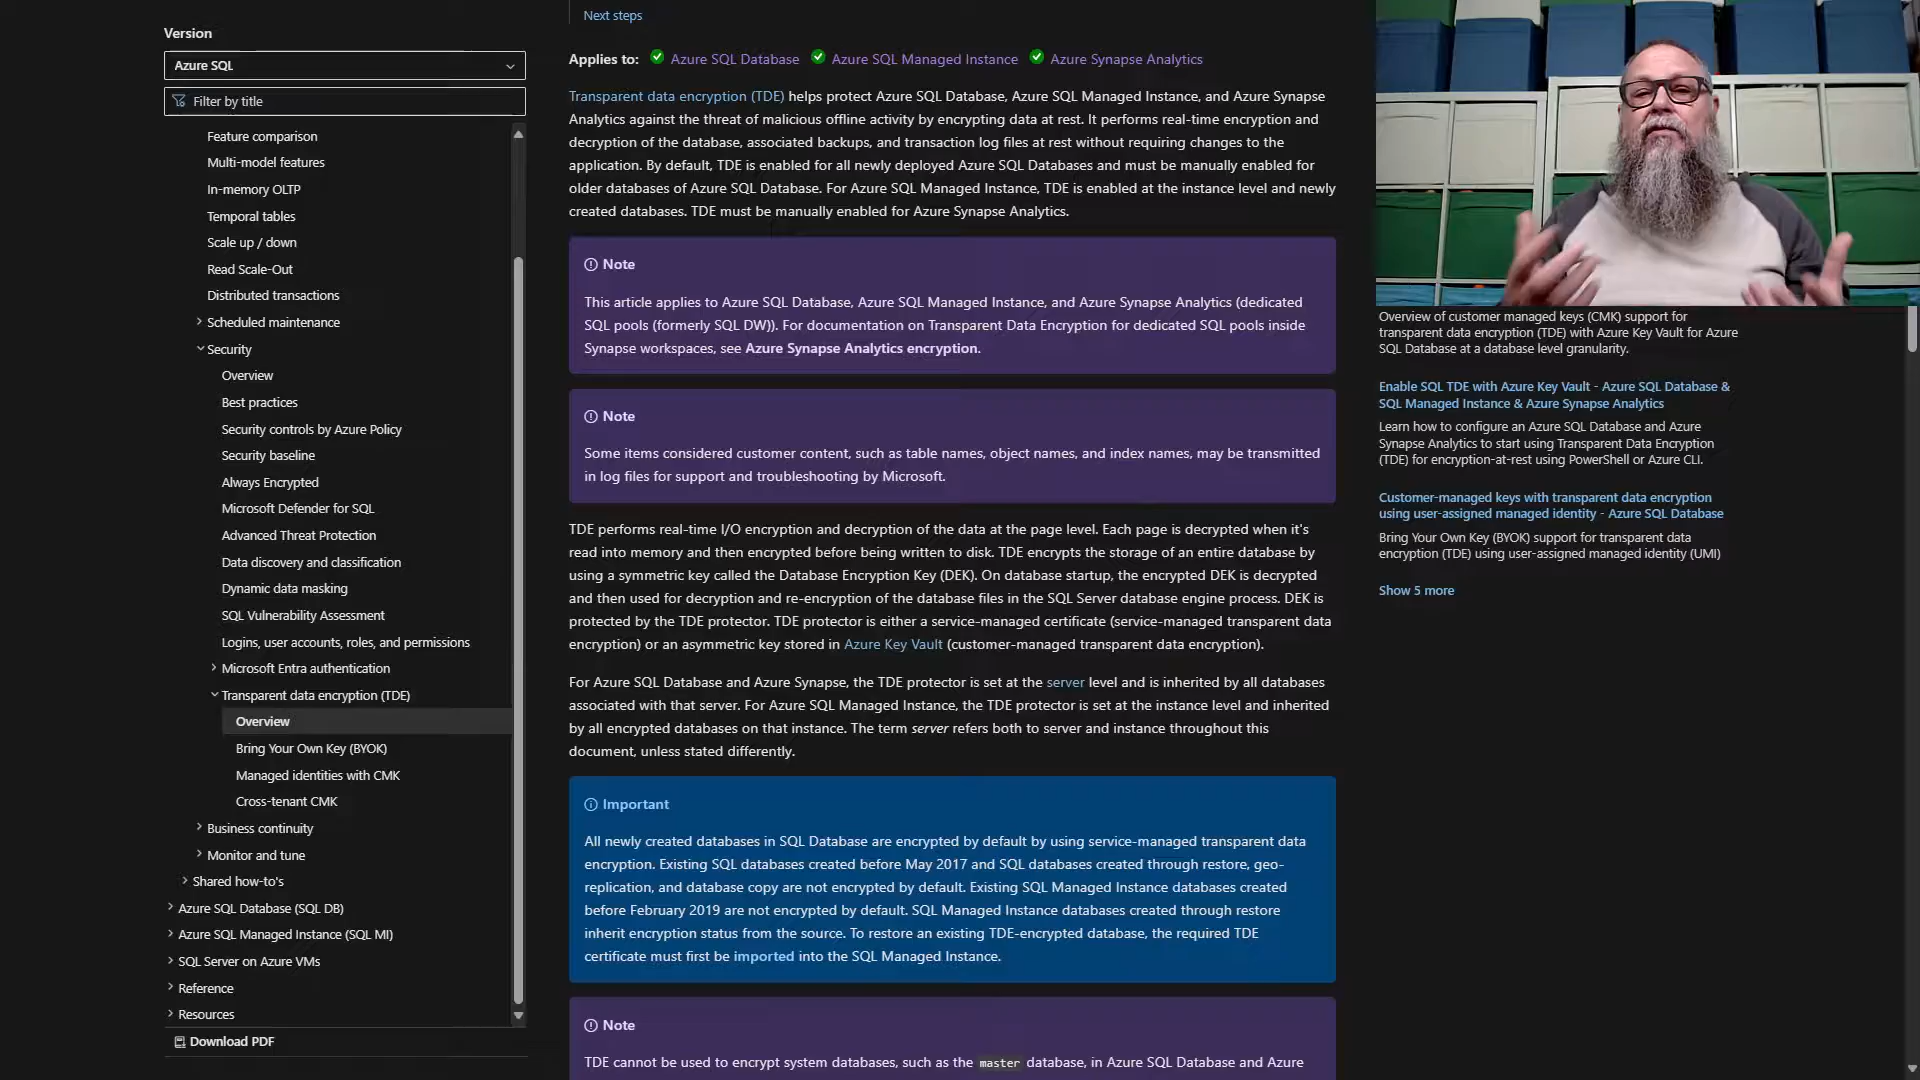 Version
Azure SQL
Filter by title
Feature comparison
Multi-model features
In-memory OLTP
Temporal tables
Scale up / down
Read Scale-Out
Distributed transactions
Scheduled maintenance
Security
Overview
Best practices
Security controls by Azure Policy
Security baseline
Always Encrypted
Microsoft Defender for SQL
Advanced Threat Protection
Data discovery and classification
Dynamic data masking
SQL Vulnerability Assessment
Logins, user accounts, roles, and permissions
Microsoft Entra authentication
Transparent data encryption (TDE)
Overview
Bring Your Own Key (BYOK)
Managed identities with CMK
Cross-tenant CMK
Business continuity
Monitor and tune
Shared how-to's
Azure SQL Database (SQL DB)
Azure SQL Managed Instance (SQL MI)
SQL Server on Azure VMs
Reference
Resources
Download PDF
Next steps
Applies to: Azure SQL Database Azure SQL Managed Instance Azure Synapse Analytics
Transparent data encryption (TDE) helps protect Azure SQL Database, Azure SQL Managed Instance, and Azure Synapse
Analytics against the threat of malicious offline activity by encrypting data at rest. It performs real-time encryption and
decryption of the database, associated backups, and transaction log files at rest without requiring changes to the
application. By default, TDE is enabled for all newly deployed Azure SQL Databases and must be manually enabled for
older databases of Azure SQL Database. For Azure SQL Managed Instance, TDE is enabled at the instance level and newly
created databases. TDE must be manually enabled for Azure Synapse Analytics.
Note
This article applies to Azure SQL Database, Azure SQL Managed Instance, and Azure Synapse Analytics (dedicated
SQL pools (formerly SQL DW)). For documentation on Transparent Data Encryption for dedicated SQL pools inside
Synapse workspaces, see Azure Synapse Analytics encryption.
Note
Some items considered customer content, such as table names, object names, and index names, may be transmitted
in log files for support and troubleshooting by Microsoft.
TDE performs real-time I/O encryption and decryption of the data at the page level. Each page is decrypted when it's
read into memory and then encrypted before being written to disk. TDE encrypts the storage of an entire database by
using a symmetric key called the Database Encryption Key (DEK). On database startup, the encrypted DEK is decrypted
and then used for decryption and re-encryption of the database files in the SQL Server database engine process. DEK is
protected by the TDE protector. TDE protector is either a service-managed certificate (service-managed transparent data
encryption) or an asymmetric key stored in Azure Key Vault (customer-managed transparent data encryption).
For Azure SQL Database and Azure Synapse, the TDE protector is set at the server level and is inherited by all databases
associated with that server. For Azure SQL Managed Instance, the TDE protector is set at the instance level and inherited
by all encrypted databases on that instance. The term server refers both to server and instance throughout this
document, unless stated differently.
Important
All newly created databases in SQL Database are encrypted by default by using service-managed transparent data
encryption. Existing SQL databases created before May 2017 and SQL databases created through restore, geo-
replication, and database copy are not encrypted by default. Existing SQL Managed Instance databases created
before February 2019 are not encrypted by default. SQL Managed Instance databases created through restore
inherit encryption status from the source. To restore an existing TDE-encrypted database, the required TDE
certificate must first be imported into the SQL Managed Instance.
Note
TDE cannot be used to encrypt system databases, such as the master database, in Azure SQL Database and Azure
Overview of customer managed keys (CMK) support for
transparent data encryption (TDE) with Azure Key Vault for Azure
SQL Database at a database level granularity.
Enable SQL TDE with Azure Key Vault - Azure SQL Database &
SQL Managed Instance & Azure Synapse Analytics
Learn how to configure an Azure SQL Database and Azure
Synapse Analytics to start using Transparent Data Encryption
(TDE) for encryption-at-rest using PowerShell or Azure CLI.
Customer-managed keys with transparent data encryption
using user-assigned managed identity - Azure SQL Database
Bring Your Own Key (BYOK) support for transparent data
encryption (TDE) using user-assigned managed identity (UMI)
Show 5 more